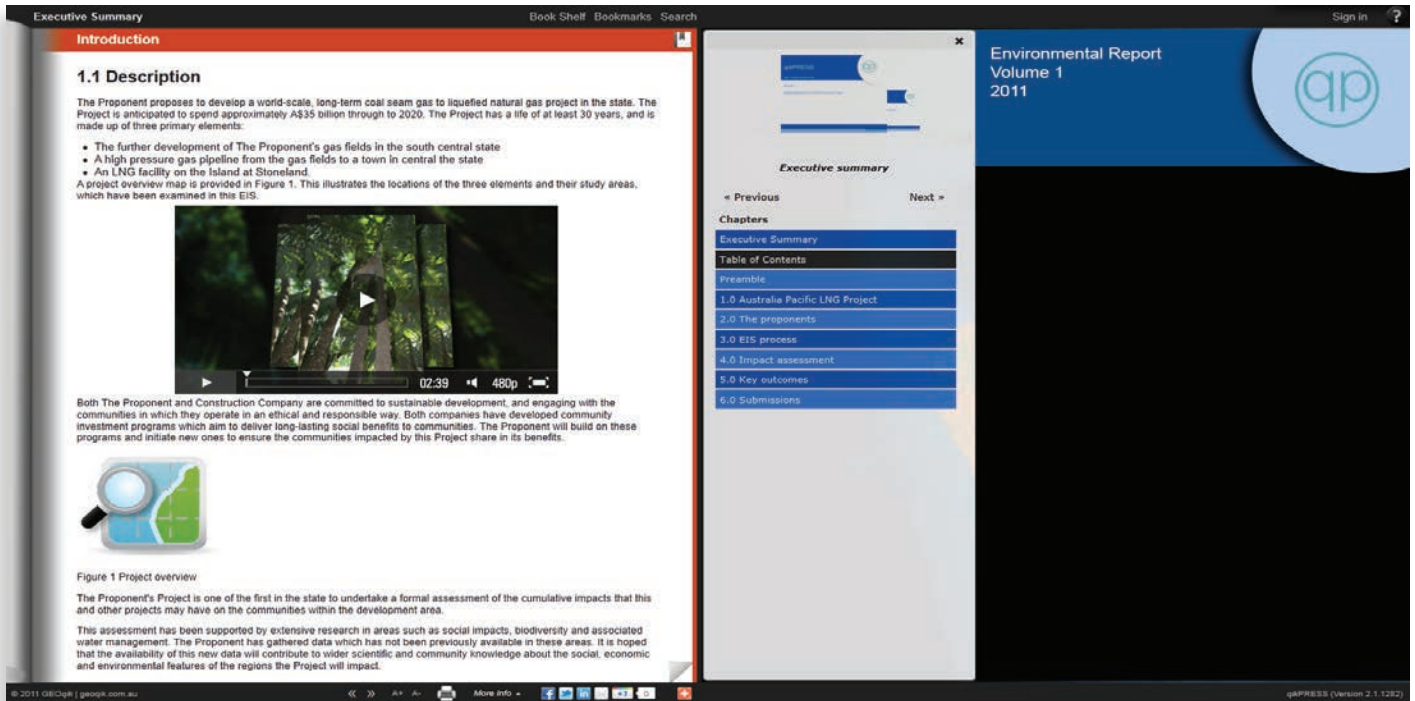 Executive Summary
Book Shelf Bookmarks Search
Sign in ?
Introduction
1.1 Description
The Proponent proposes to develop a world-scale, long-term coal seam gas to liquefied natural gas project in the state. The
Project is anticipated to spend approximately A$35 billion through to 2020. The Project has a life of at least 30 years, and is
made up of three primary elements:
• The further development of The Proponent's gas fields in the south central state
• A high pressure gas pipeline from the gas fields to a town in central the state
• An LNG facility on the Island at Stoneland.
A project overview map is provided in Figure 1. This illustrates the locations of the three elements and their study areas,
which have been examined in this EIS.
02:39 480p
Both The Proponent and Construction Company are committed to sustainable development, and engaging with the
communities in which they operate in an ethical and responsible way. Both companies have developed community
investment programs which aim to deliver long-lasting social benefits to communities. The Proponent will build on these
programs and initiate new ones to ensure the communities impacted by this Project share in its benefits.
Figure 1 Project overview
The Proponent's Project is one of the first in the state to undertake a formal assessment of the cumulative impacts that this
and other projects may have on the communities within the development area.
This assessment has been supported by extensive research in areas such as social impacts, biodiversity and associated
water management. The Proponent has gathered data which has not been previously available in these areas. It is hoped
that the availability of this new data will contribute to wider scientific and community knowledge about the social, economic
and environmental features of the regions the Project will impact.
×
qp
Executive summary
« Previous
Next »
Chapters
Executive Summary
Table of Contents
Preamble
1.0 Australia Pacific LNG Project
2.0 The proponents
3.0 EIS process
4.0 Impact assessment
5.0 Key outcomes
6.0 Submissions
Environmental Report
Volume 1
2011
qp
© 2011 GEOqik | geoqik.com.au
« » A+ A- More info
f in +1 0 +
qikPRESS (Version 2.1.1282)